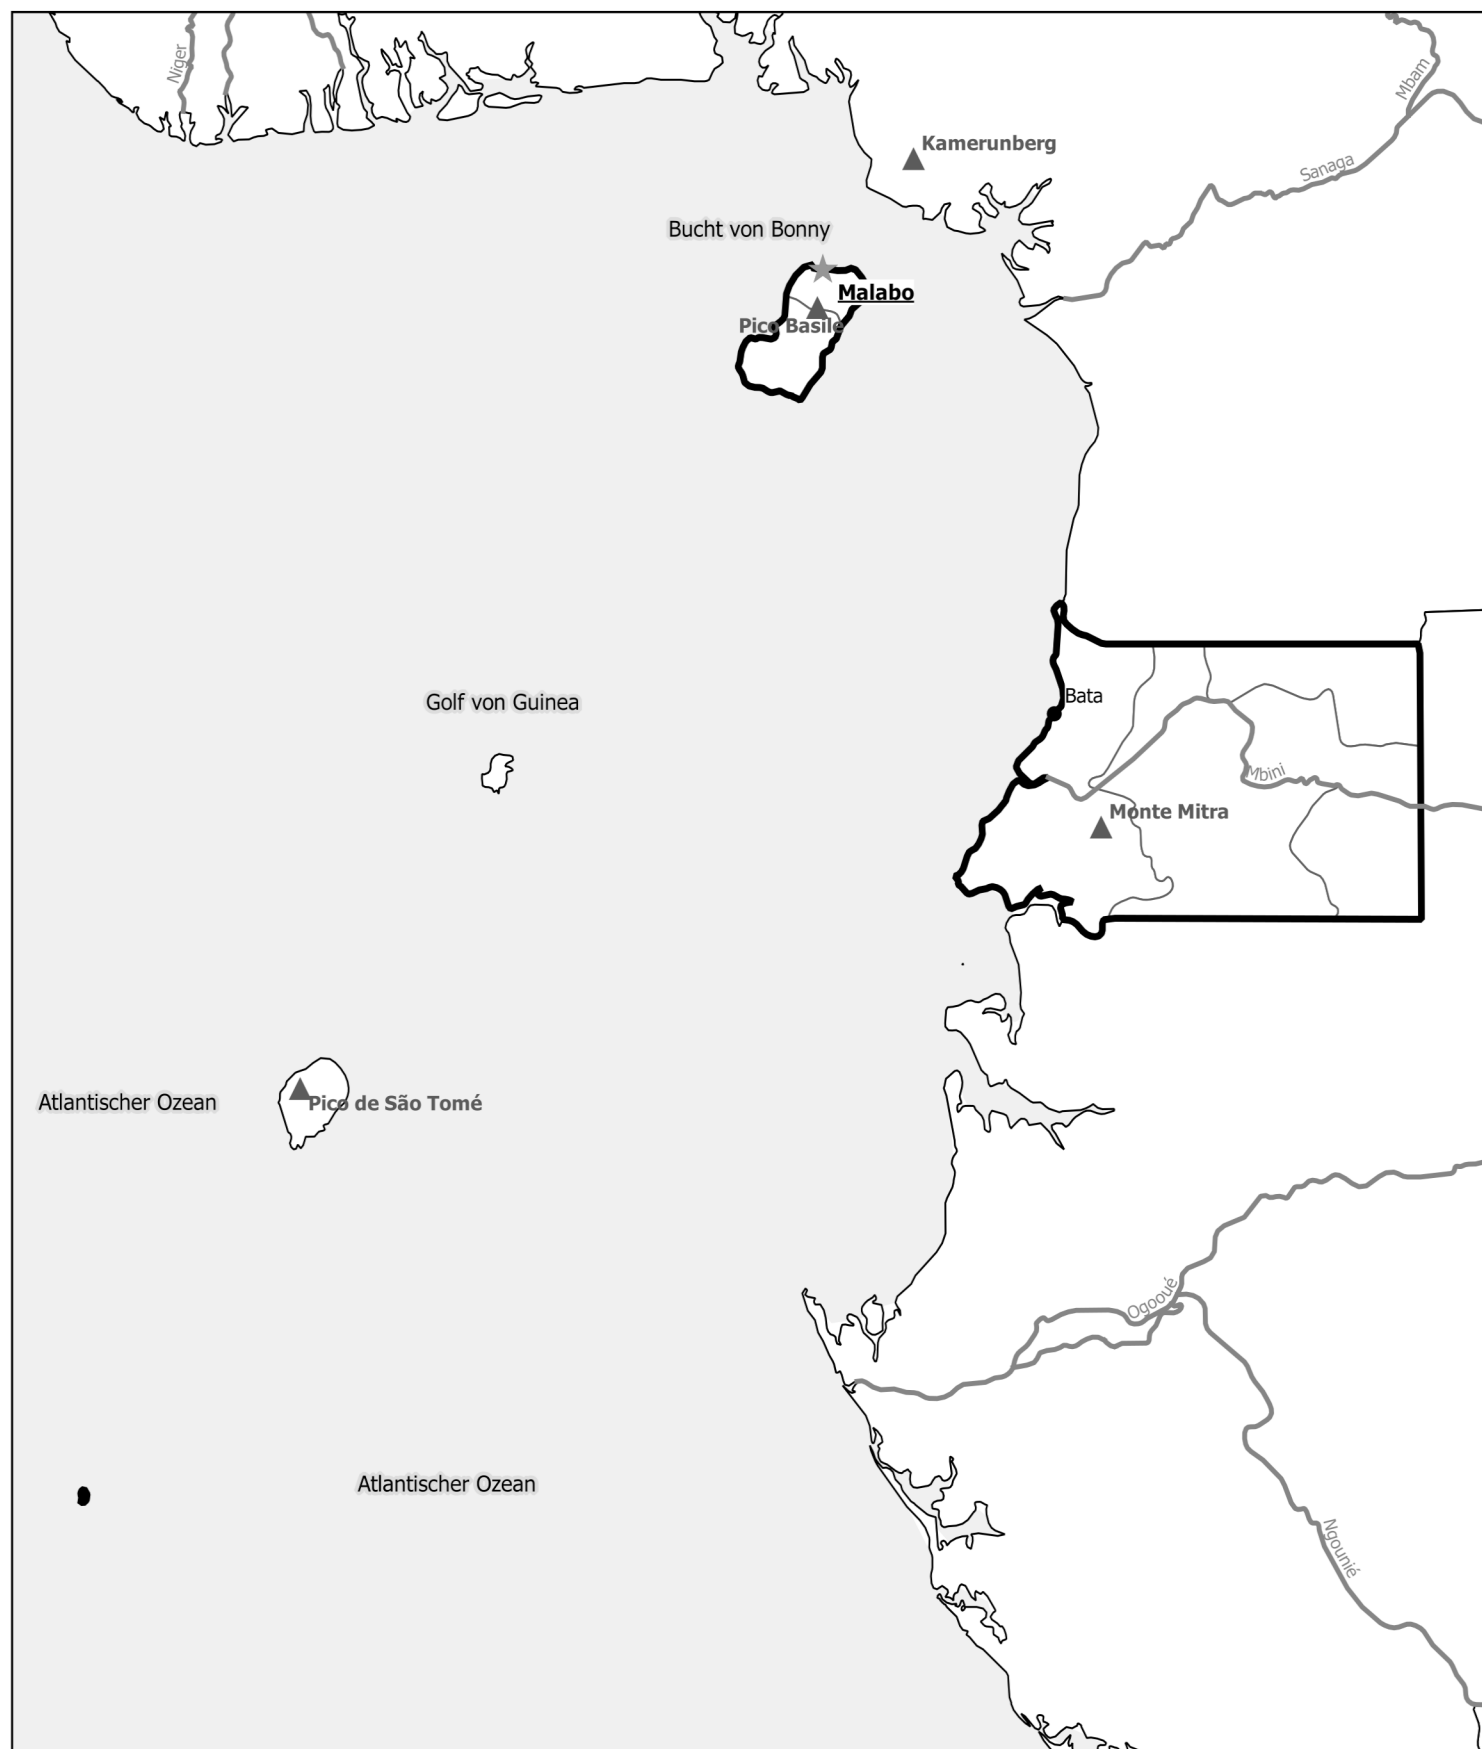 Niger
Mbam
Kamerunberg
Sanaga
Bucht von Bonny
Malabo
Pico Basile
Bata
Golf von Guinea
Mbini
Monte Mitra
Atlantischer Ozean
Pico de São Tomé
Ogooué
Atlantischer Ozean
Ngounié